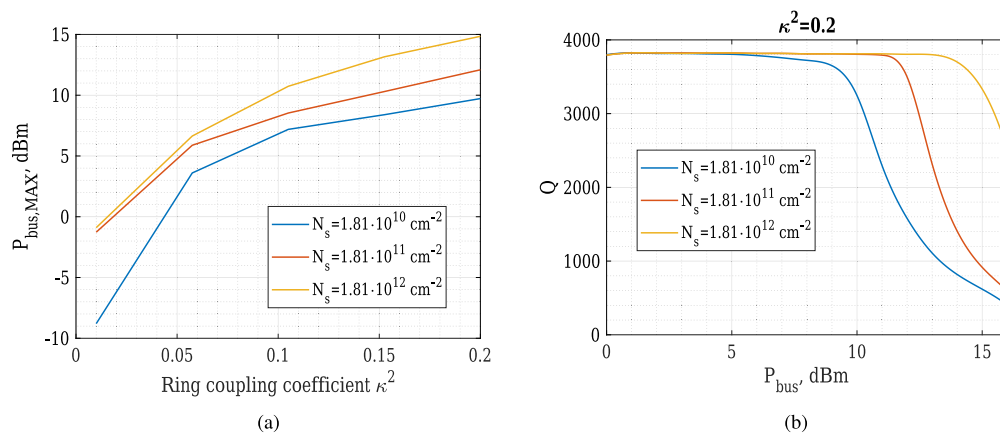 15
10
5
0
-5
-10
P_bus,MAX, dBm
0
0.05
0.1
0.15
0.2
Ring coupling coefficient κ²
N_s=1.81·10^10 cm^-2
N_s=1.81·10^11 cm^-2
N_s=1.81·10^12 cm^-2
(a)
κ²=0.2
4000
3000
2000
1000
0
Q
0
5
10
15
P_bus, dBm
N_s=1.81·10^10 cm^-2
N_s=1.81·10^11 cm^-2
N_s=1.81·10^12 cm^-2
(b)